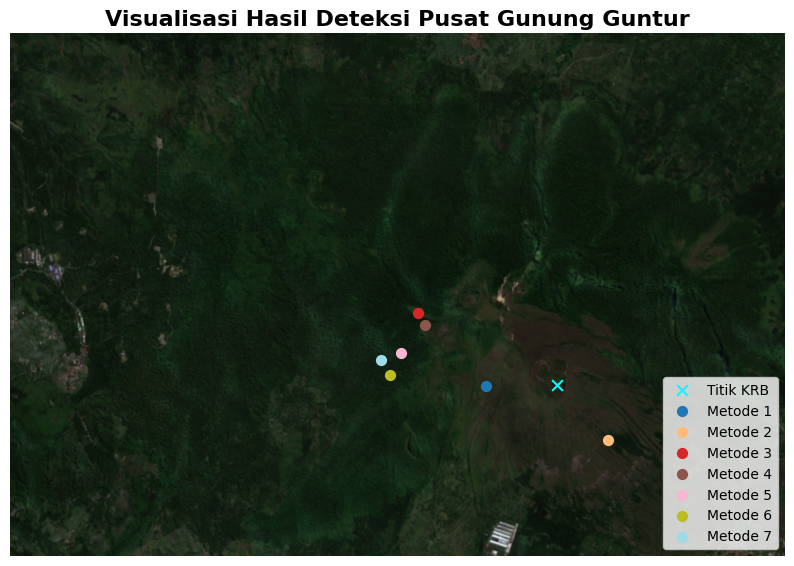 Visualisasi Hasil Deteksi Pusat Gunung Guntur
Titik KRB
Metode 1
Metode 2
Metode 3
Metode 4
Metode 5
Metode 6
Metode 7